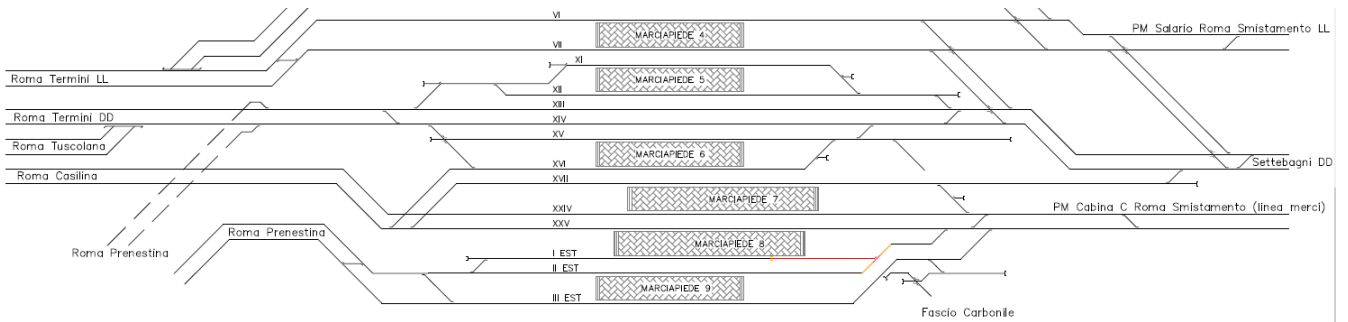 VI
MARCIAPIEDE 4
PM Salario Roma Smistamento LL
VII
XI
Roma Termini LL
MARCIAPIEDE 5
XII
XIII
Roma Termini DD
XIV
XV
Roma Tuscolana
MARCIAPIEDE 6
XVI
Settebagni DD
Roma Casilina
XVII
MARCIAPIEDE 7
XXIV
PM Cabina C Roma Smistamento (linea merci)
XXV
Roma Prenestina
MARCIAPIEDE 8
Roma Prenestina
I EST
II EST
MARCIAPIEDE 9
III EST
Fascio Carbonile